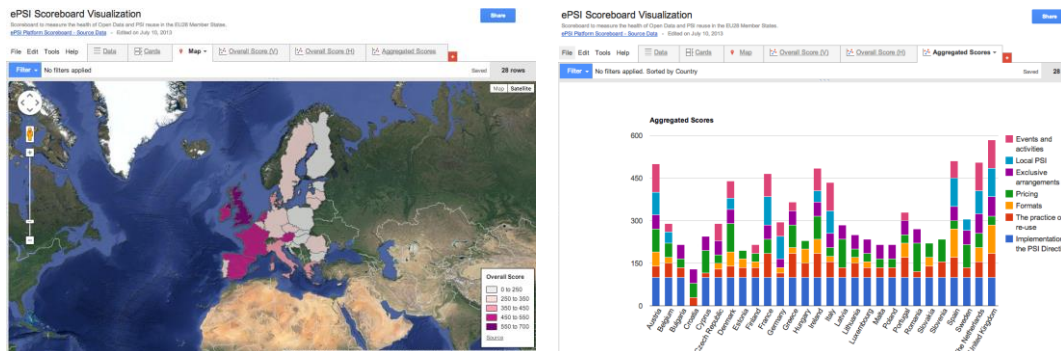 ePSI Scoreboard Visualization
Scoreboard to measure the health of Open Data and PSI reuse in the EU28 Member States.
ePSI Platform Scoreboard - Source Data - Edited on July 10, 2013
Share
File Edit Tools Help Data Cards Map Overall Score (V) Overall Score (H) Aggregated Scores
Filter No filters applied Saved 28 rows
Map Satellite
Overall Score
0 to 250
250 to 350
350 to 450
450 to 550
550 to 700
Source
ePSI Scoreboard Visualization
Scoreboard to measure the health of Open Data and PSI reuse in the EU28 Member States.
ePSI Platform Scoreboard - Source Data - Edited on July 10, 2013
Share
File Edit Tools Help Data Cards Map Overall Score (V) Overall Score (H) Aggregated Scores
Filter No filters applied. Sorted by Country Saved 28
Aggregated Scores
600
450
300
150
0
Austria
Belgium
Bulgaria
Croatia
Cyprus
Czech Republic
Denmark
Estonia
Finland
France
Germany
Greece
Hungary
Ireland
Italy
Latvia
Lithuania
Luxembourg
Malta
Poland
Portugal
Romania
Slovakia
Slovenia
Spain
Sweden
The Netherlands
United Kingdom
Events and
activities
Local PSI
Exclusive
arrangements
Pricing
Formats
The practice o
re-use
Implementation
the PSI Direct